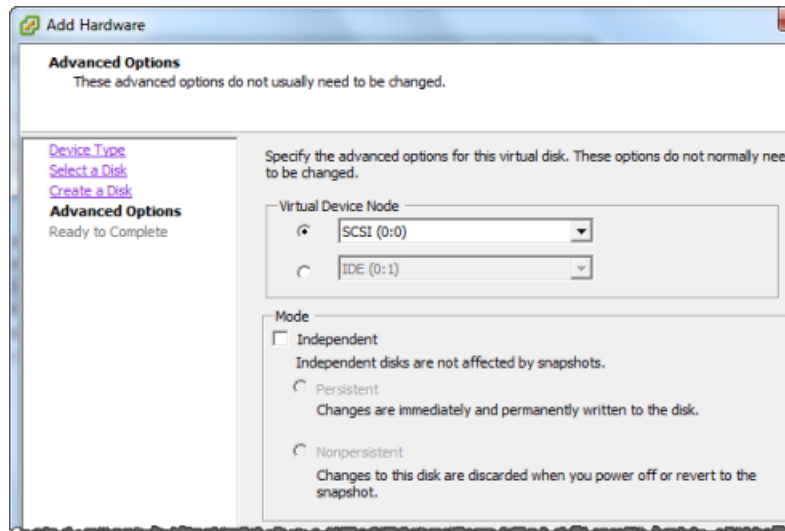 Add Hardware
Advanced Options
These advanced options do not usually need to be changed.
Device Type
Select a Disk
Create a Disk
Advanced Options
Ready to Complete
Specify the advanced options for this virtual disk. These options do not normally nee
to be changed.
Virtual Device Node
SCSI (0:0)
IDE (0:1)
Mode
Independent
Independent disks are not affected by snapshots.
Persistent
Changes are immediately and permanently written to the disk.
Nonpersistent
Changes to this disk are discarded when you power off or revert to the
snapshot.